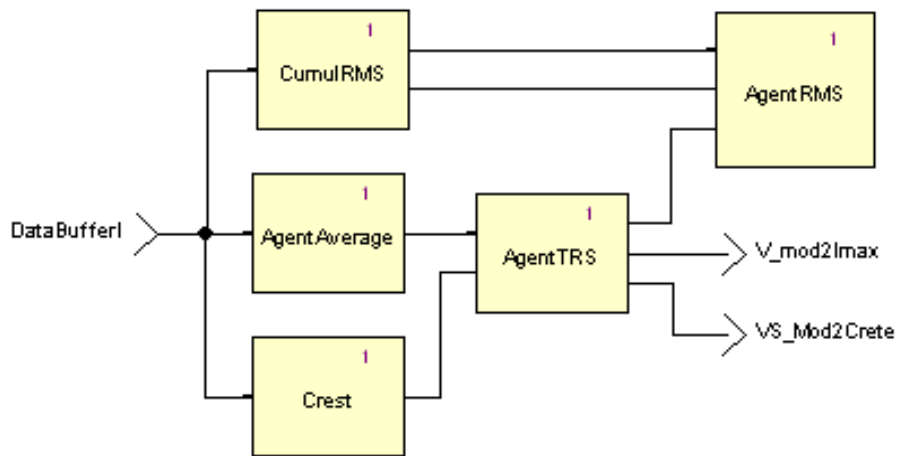 1
CumulRMS
1
AgentRMS
DataBufferI
1
AgentAverage
1
AgentTRS
V_mod2Imax
VS_Mod2Crete
1
Crest